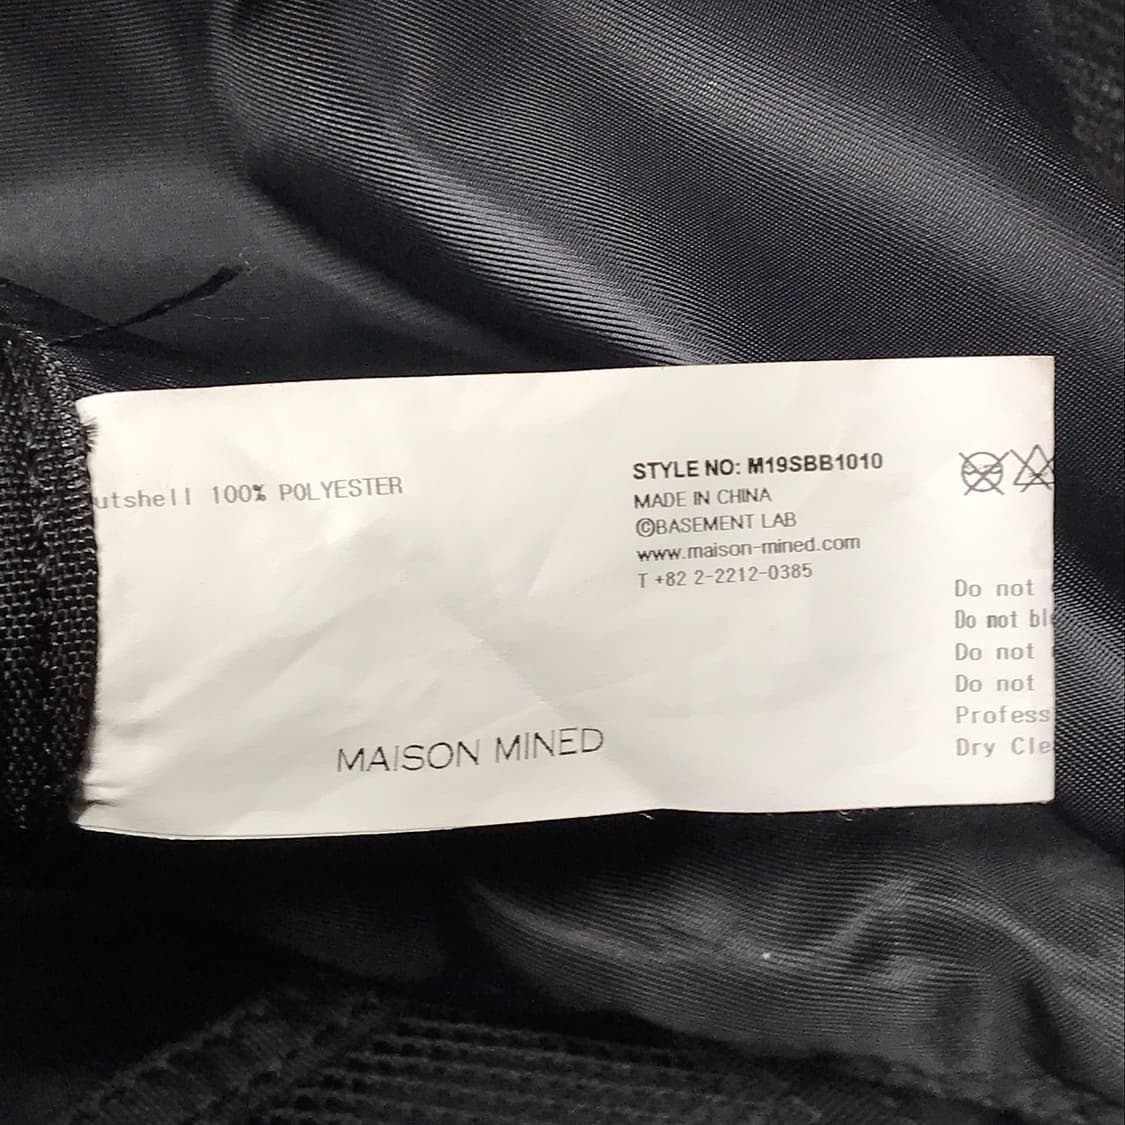 utshell 100% POLYESTER
MAISON MINED
STYLE NO: M19SBB1010
MADE IN CHINA
©BASEMENT LAB
www.maison-mined.com
T +82 2-2212-0385
Do not
Do not bl
Do not
Do not
Profess
Dry Cle